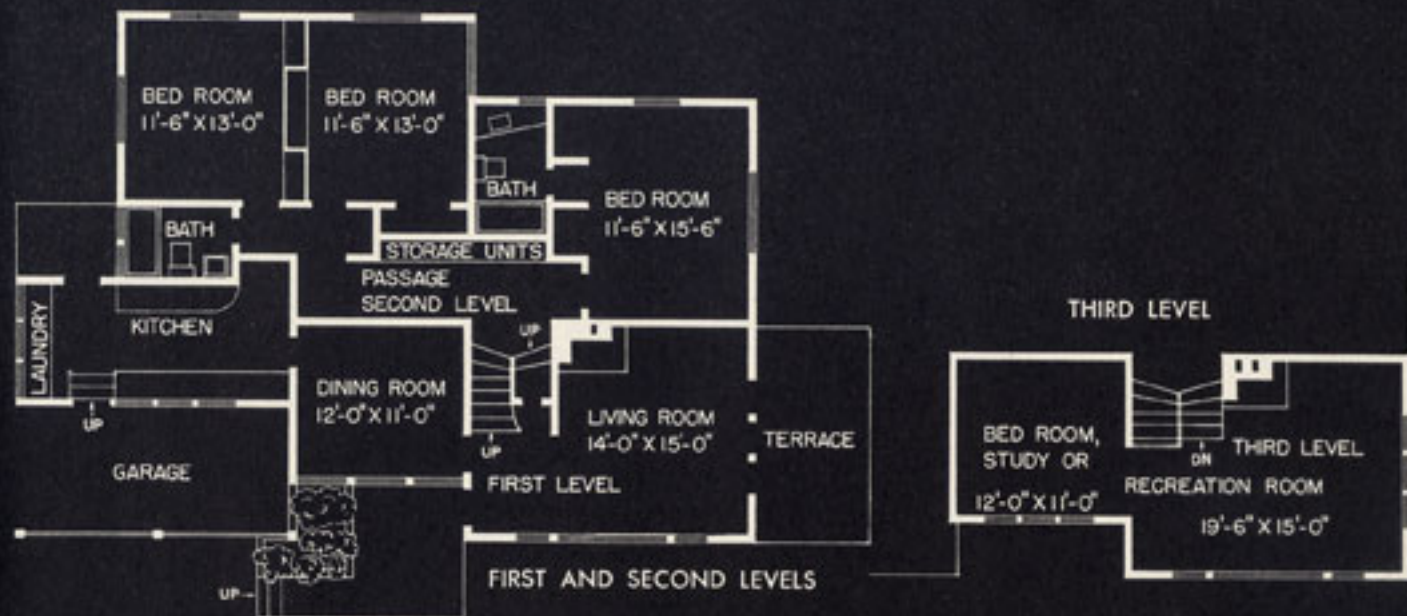 BED ROOM
11'-6" X 13'-0"
BED ROOM
11'-6" X 13'-0"
BATH
BED ROOM
11'-6" X 15'-6"
BATH
STORAGE UNITS
PASSAGE
SECOND LEVEL
LAUNDRY
KITCHEN
UP
UP
DINING ROOM
12'-0" X 11'-0"
UP
LIVING ROOM
14'-0" X 15'-0"
TERRACE
GARAGE
FIRST LEVEL
UP
FIRST AND SECOND LEVELS
THIRD LEVEL
BED ROOM,
STUDY OR
12'-0" X 11'-0"
DN
THIRD LEVEL
RECREATION ROOM
19'-6" X 15'-0"